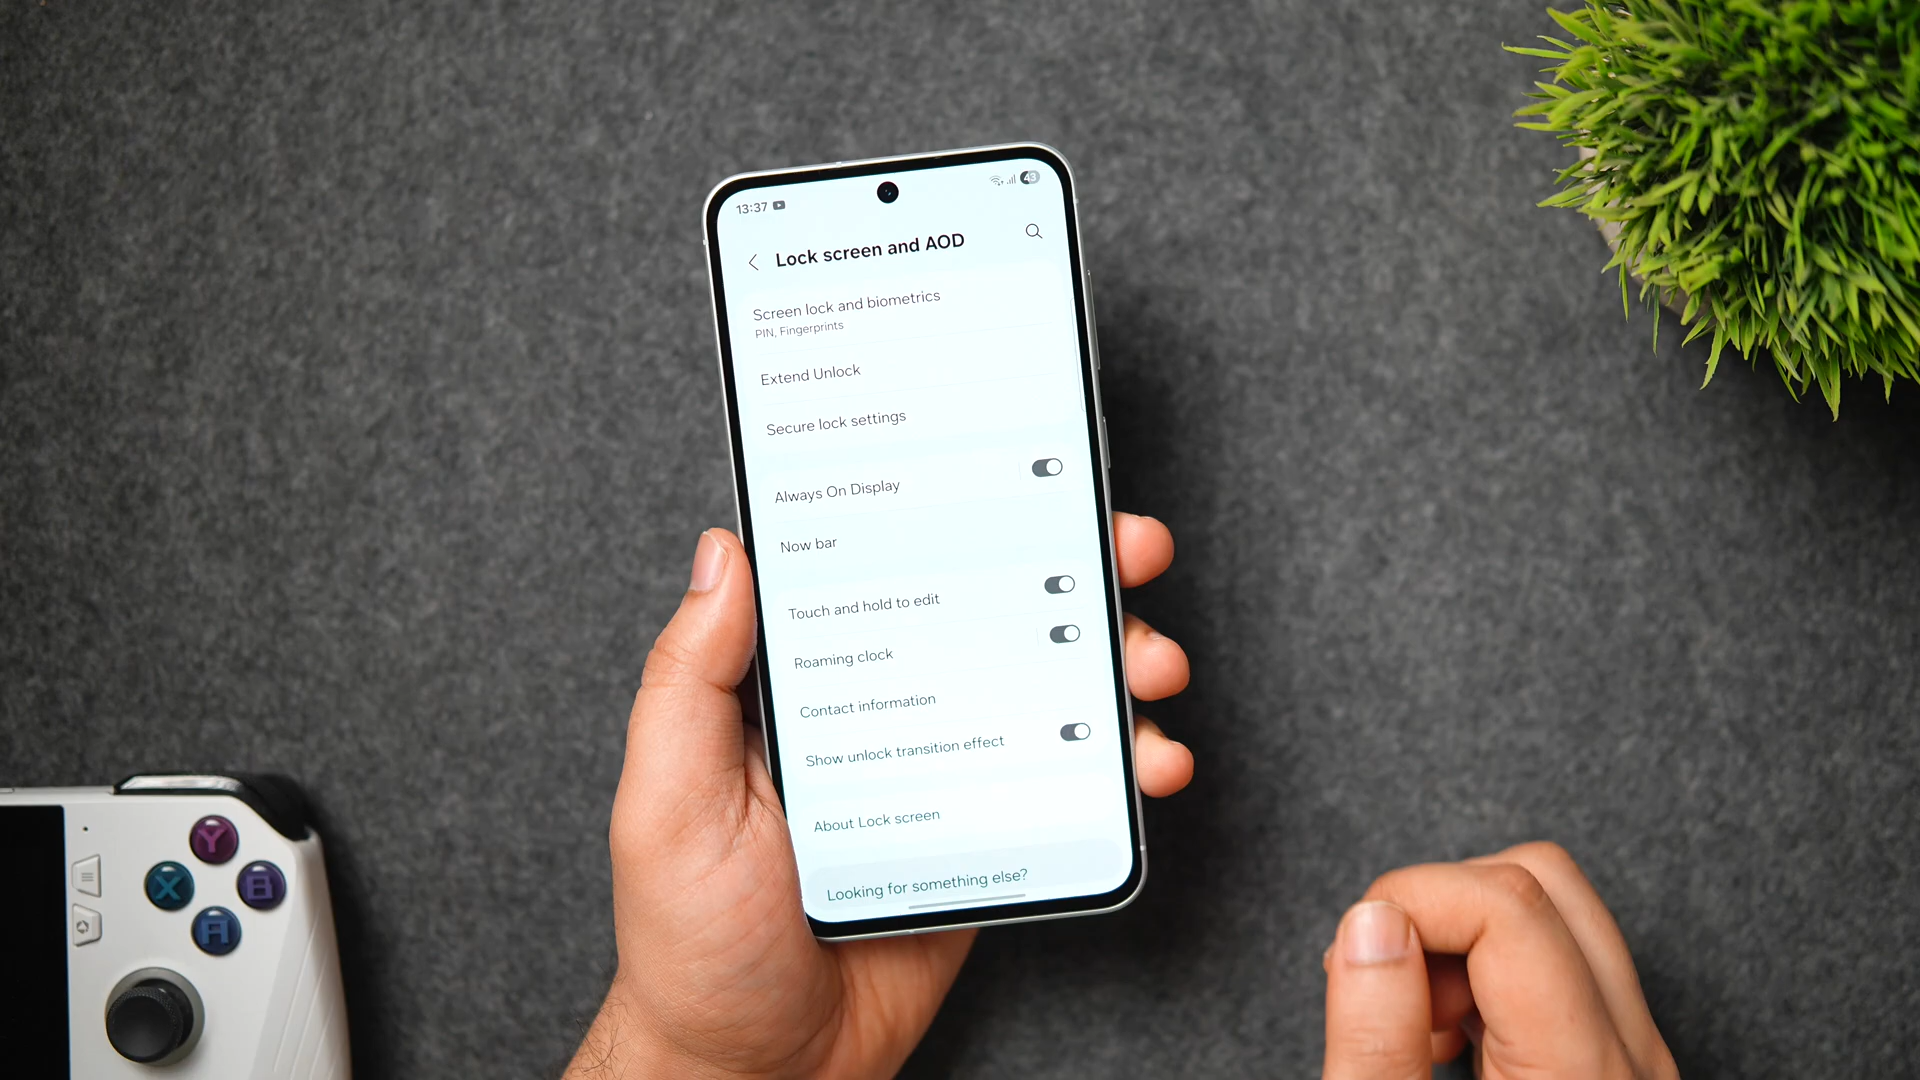 13:37
43
Lock screen and AOD
Screen lock and biometrics
PIN, Fingerprints
Extend Unlock
Secure lock settings
Always On Display
Now bar
Touch and hold to edit
Roaming clock
Contact information
Show unlock transition effect
About Lock screen
Looking for something else?
Y
X
B
A